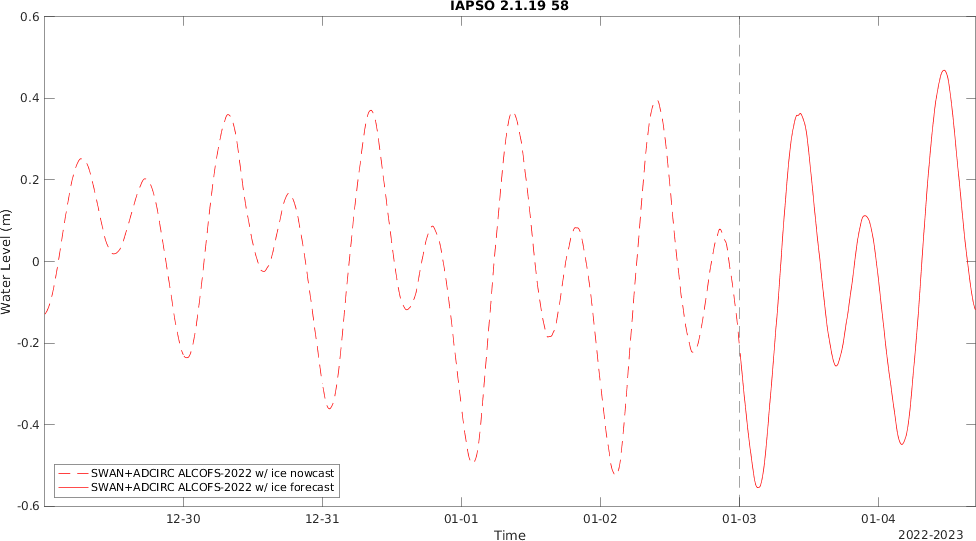 IAPSO 2.1.19 58
0.6
0.4
0.2
0
-0.2
-0.4
-0.6
Water Level (m)
SWAN+ADCIRC ALCOFS-2022 w/ ice nowcast
SWAN+ADCIRC ALCOFS-2022 w/ ice forecast
12-30 12-31 01-01 01-02 01-03 01-04
Time
2022-2023